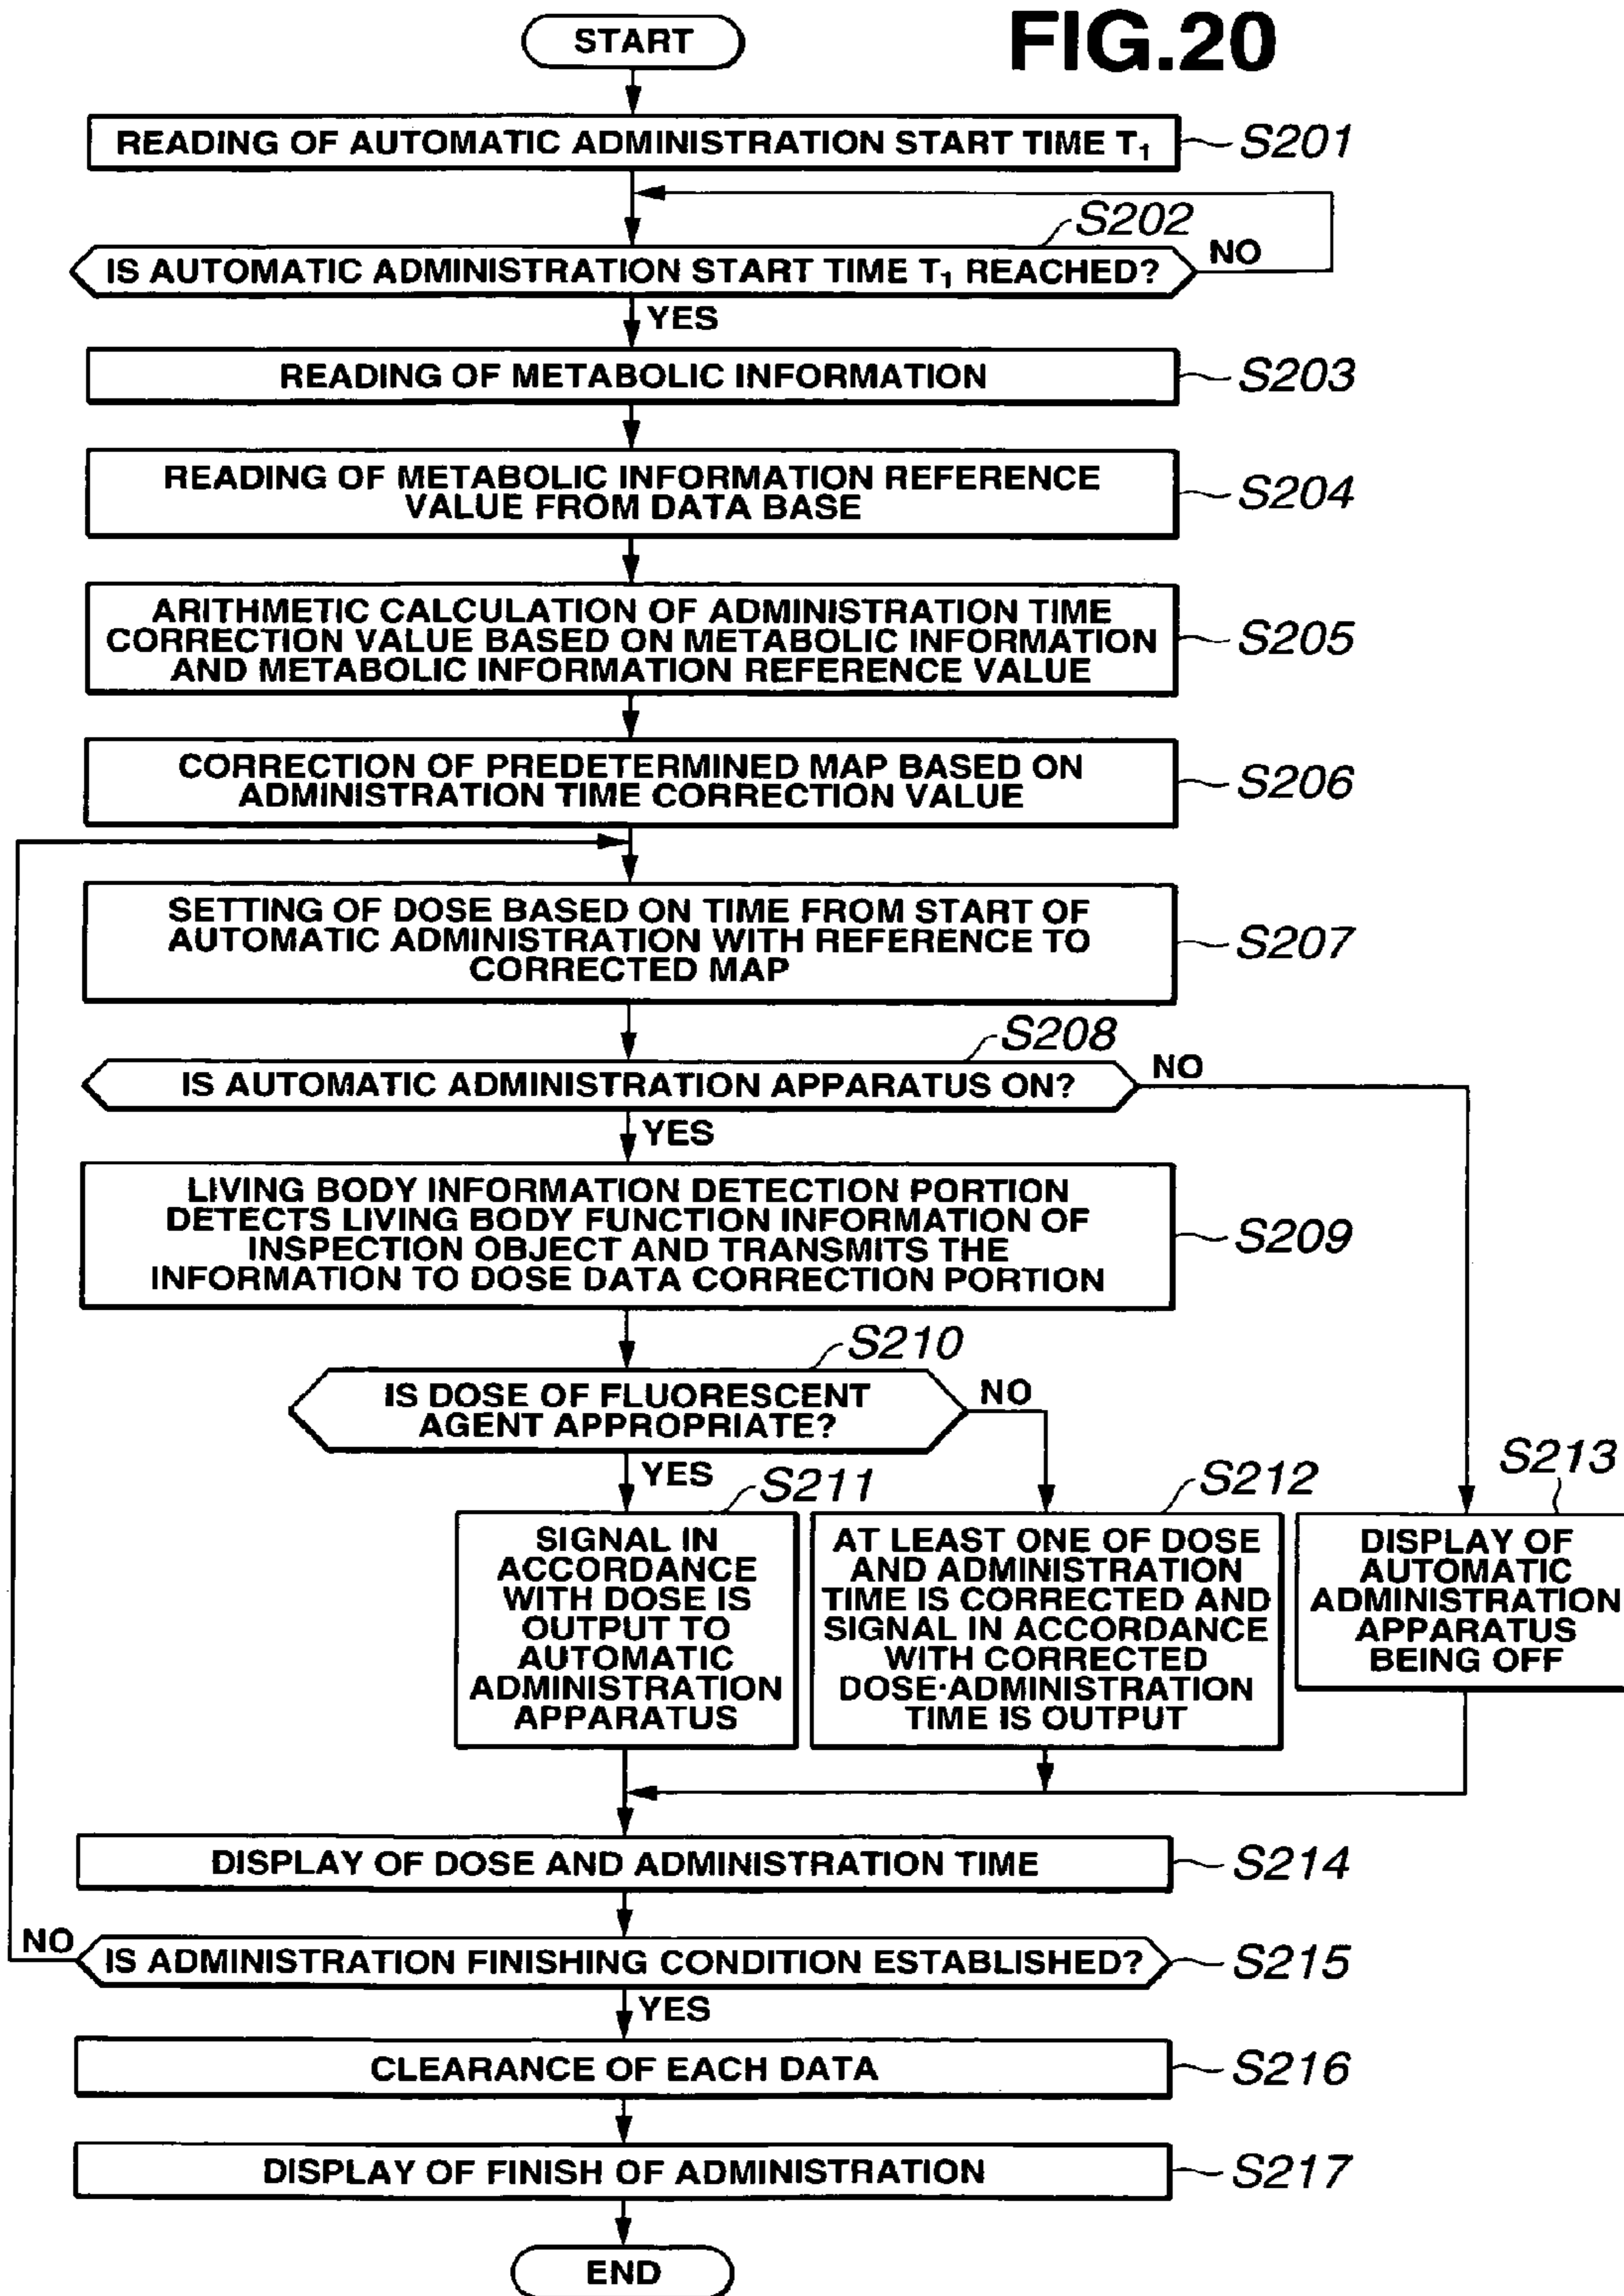 FIG.20
START
READING OF AUTOMATIC ADMINISTRATION START TIME T₁
S201
S202
IS AUTOMATIC ADMINISTRATION START TIME T₁ REACHED?
NO
YES
READING OF METABOLIC INFORMATION
S203
READING OF METABOLIC INFORMATION REFERENCE
VALUE FROM DATA BASE
S204
ARITHMETIC CALCULATION OF ADMINISTRATION TIME
CORRECTION VALUE BASED ON METABOLIC INFORMATION
AND METABOLIC INFORMATION REFERENCE VALUE
S205
CORRECTION OF PREDETERMINED MAP BASED ON
ADMINISTRATION TIME CORRECTION VALUE
S206
SETTING OF DOSE BASED ON TIME FROM START OF
AUTOMATIC ADMINISTRATION WITH REFERENCE TO
CORRECTED MAP
S207
S208
IS AUTOMATIC ADMINISTRATION APPARATUS ON?
NO
YES
LIVING BODY INFORMATION DETECTION PORTION
DETECTS LIVING BODY FUNCTION INFORMATION OF
INSPECTION OBJECT AND TRANSMITS THE
INFORMATION TO DOSE DATA CORRECTION PORTION
S209
S210
IS DOSE OF FLUORESCENT
AGENT APPROPRIATE?
NO
YES
S211
SIGNAL IN
ACCORDANCE
WITH DOSE IS
OUTPUT TO
AUTOMATIC
ADMINISTRATION
APPARATUS
S212
AT LEAST ONE OF DOSE
AND ADMINISTRATION
TIME IS CORRECTED AND
SIGNAL IN ACCORDANCE
WITH CORRECTED
DOSE·ADMINISTRATION
TIME IS OUTPUT
S213
DISPLAY OF
AUTOMATIC
ADMINISTRATION
APPARATUS
BEING OFF
DISPLAY OF DOSE AND ADMINISTRATION TIME
S214
NO
IS ADMINISTRATION FINISHING CONDITION ESTABLISHED?
S215
YES
CLEARANCE OF EACH DATA
S216
DISPLAY OF FINISH OF ADMINISTRATION
S217
END